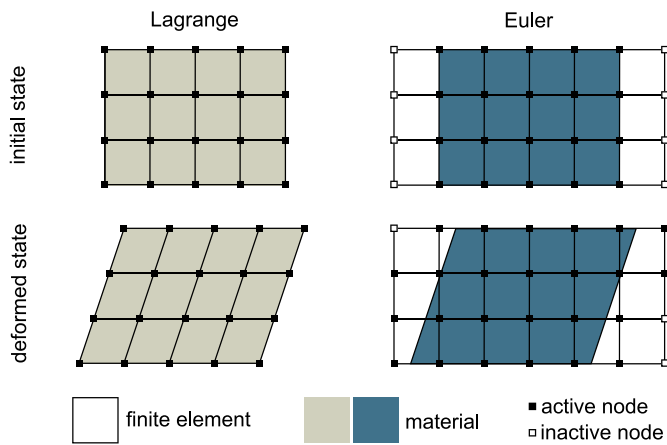 Lagrange
Euler
initial state
deformed state
finite element
material
active node
inactive node